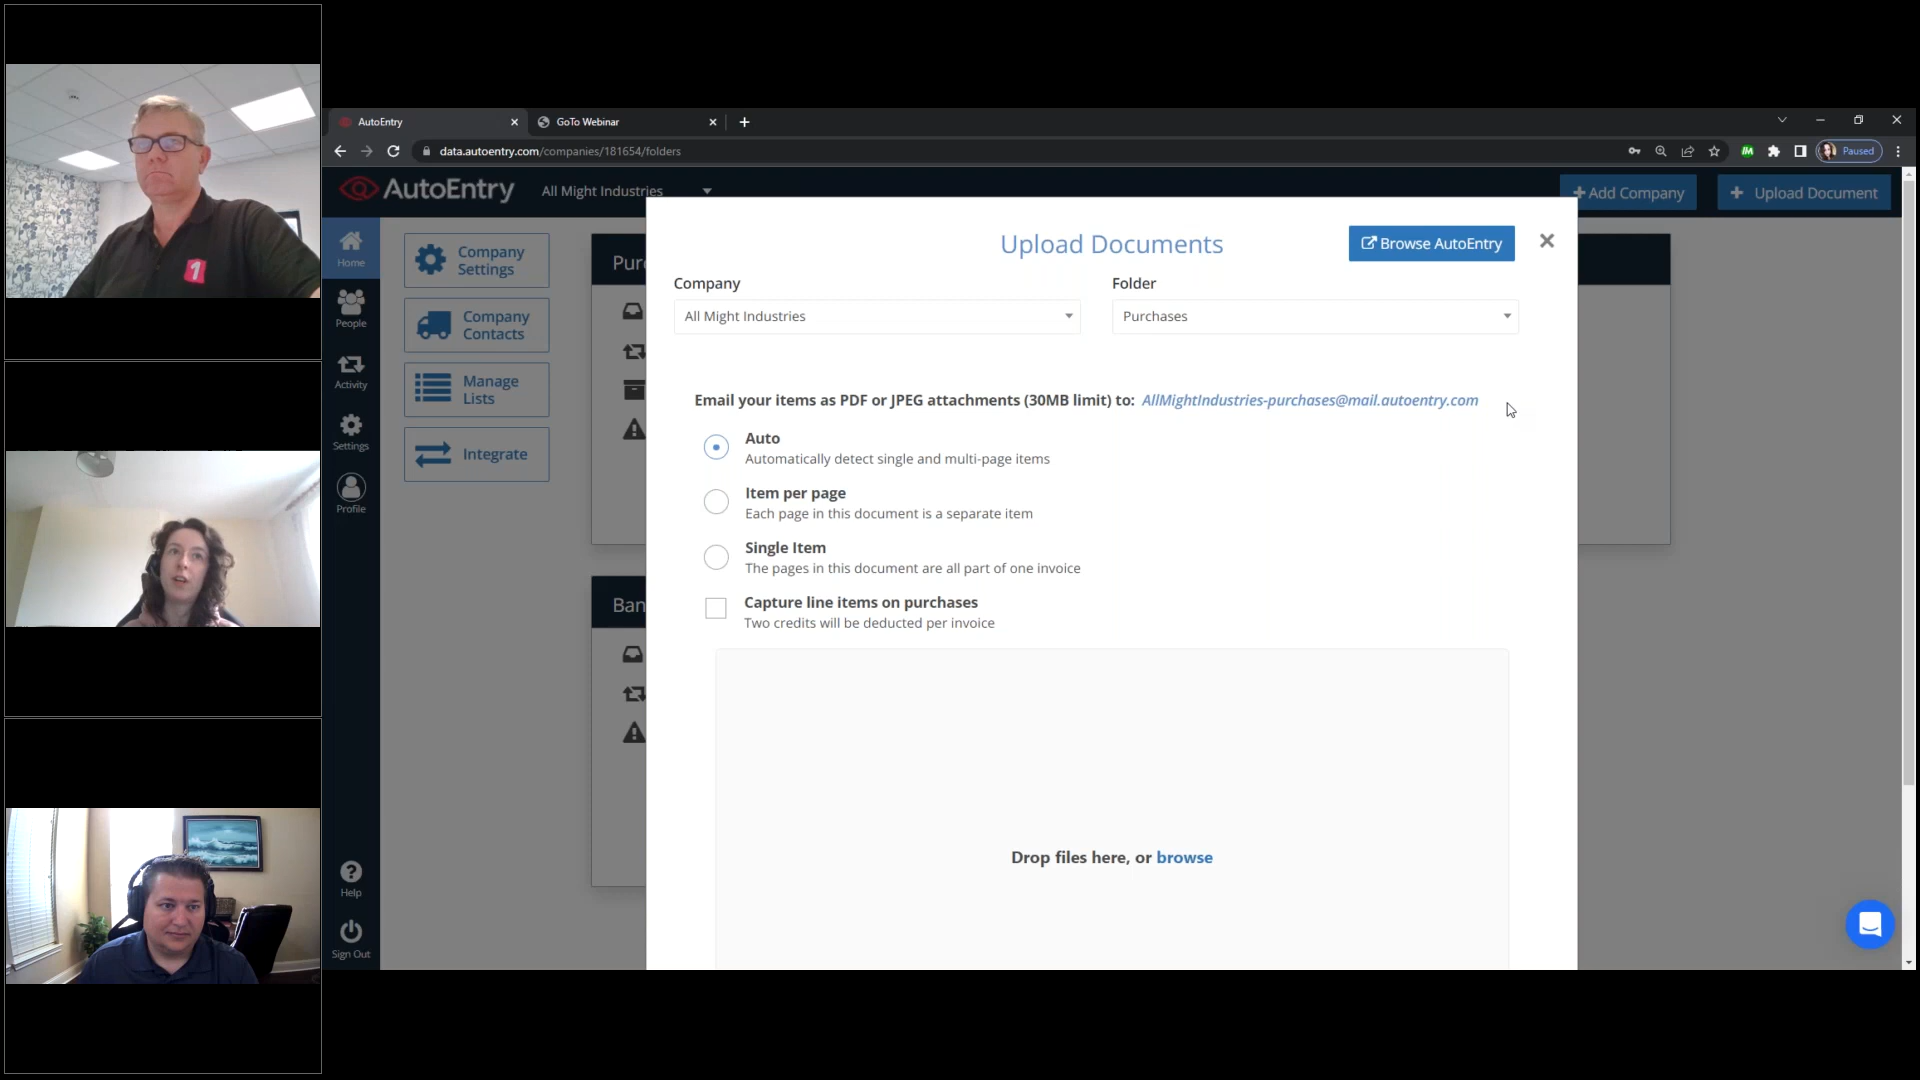 AutoEntry
GoTo Webinar
data.autoentry.com/companies/181654/folders
Paused
AutoEntry
All Might Industries
Add Company
Upload Document
Home
People
Activity
Settings
Profile
Help
Sign Out
Company
Settings
Company
Contacts
Manage
Lists
Integrate
Pur
Ban
Upload Documents
Browse AutoEntry
Company
Folder
All Might Industries
Purchases
Email your items as PDF or JPEG attachments (30MB limit) to: AllMightIndustries-purchases@mail.autoentry.com
Auto
Automatically detect single and multi-page items
Item per page
Each page in this document is a separate item
Single Item
The pages in this document are all part of one invoice
Capture line items on purchases
Two credits will be deducted per invoice
Drop files here, or browse
1